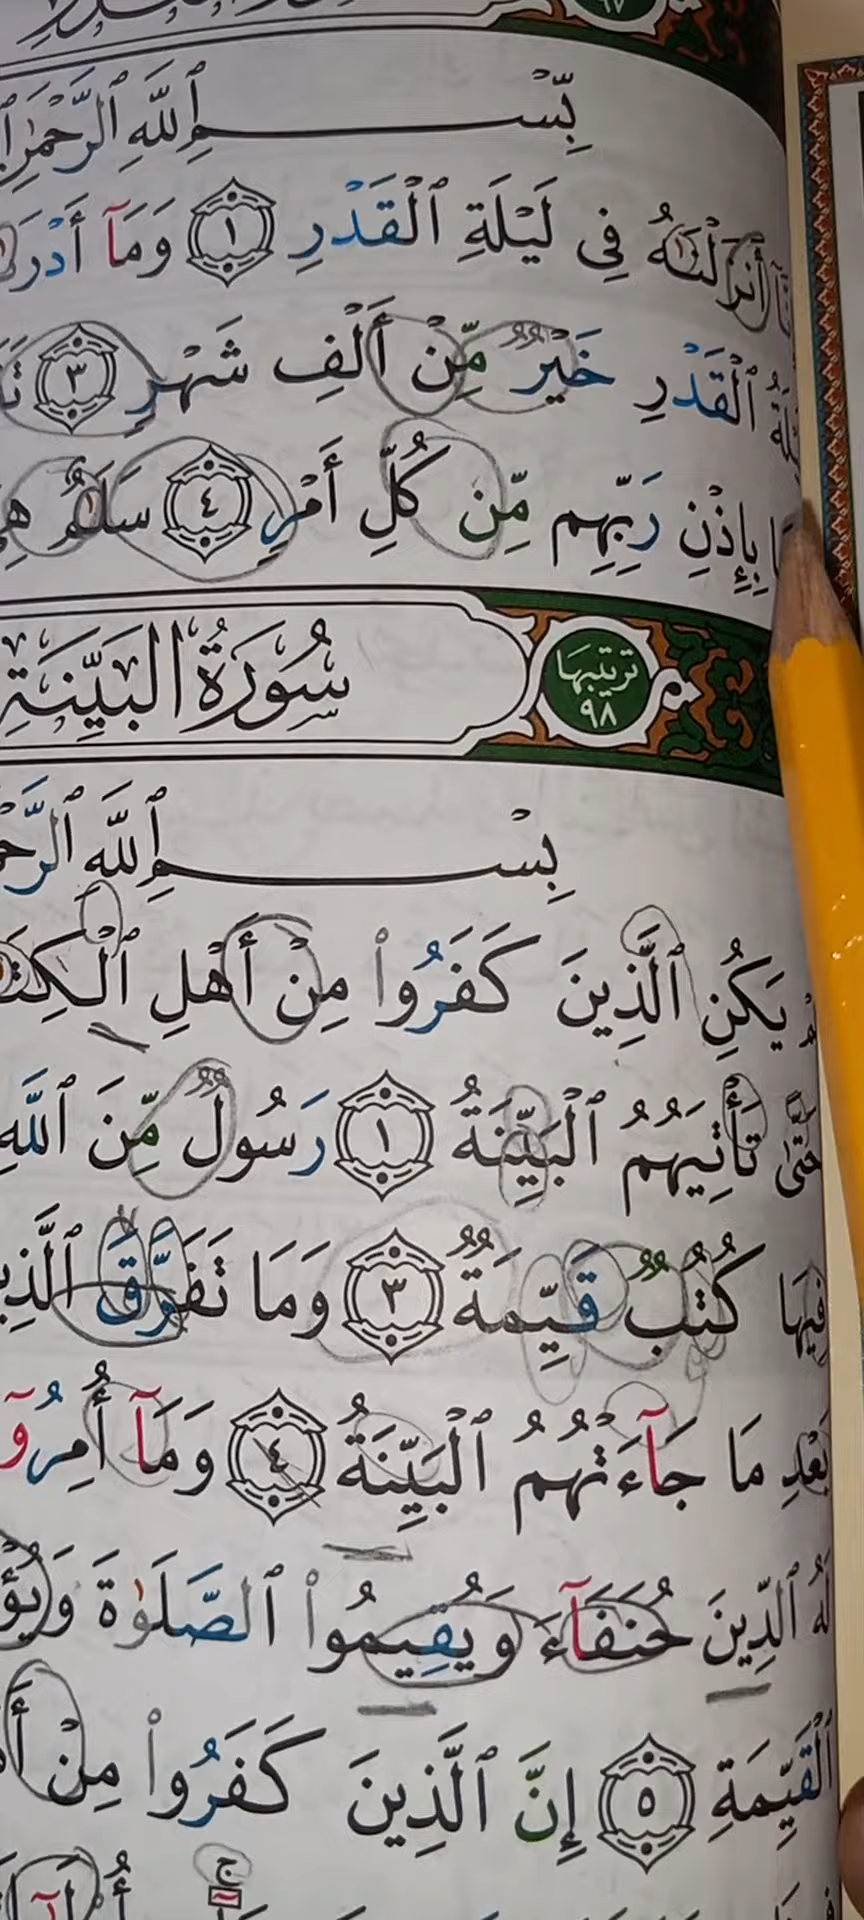 ٩٧
بِّسْمِ ٱللَّهِ ٱلرَّحْمَٰنِ
أَنزَلْنَٰهُ فِى لَيْلَةِ ٱلْقَدْرِ ١ وَمَآ أَدْرَىٰ
ٱلْقَدْرِ خَيْرٌ مِّنْ أَلْفِ شَهْرٍ ٣
بِإِذْنِ رَبِّهِم مِّن كُلِّ أَمْرٍ ٤ سَلَٰمٌ هِىَ
سُورَةُ البَيِّنَةِ ترتيبها ٩٨
بِسْمِ ٱللَّهِ ٱلرَّحْ
يَكُنِ ٱلَّذِينَ كَفَرُوا۟ مِنْ أَهْلِ ٱلْكِتَ
حَتَّىٰ تَأْتِيَهُمُ ٱلْبَيِّنَةُ ١ رَسُولٌ مِّنَ ٱللَّهِ
فِيهَا كُتُبٌ قَيِّمَةٌ ٣ وَمَا تَفَرَّقَ ٱلَّذِي
بَعْدِ مَا جَآءَتْهُمُ ٱلْبَيِّنَةُ ٤ وَمَآ أُمِرُوٓ
لَهُ ٱلدِّينَ حُنَفَآءَ وَيُقِيمُوا۟ ٱلصَّلَوٰةَ وَيُؤْ
ٱلْقَيِّمَةِ ٥ إِنَّ ٱلَّذِينَ كَفَرُوا۟ مِنْ أَ
ج